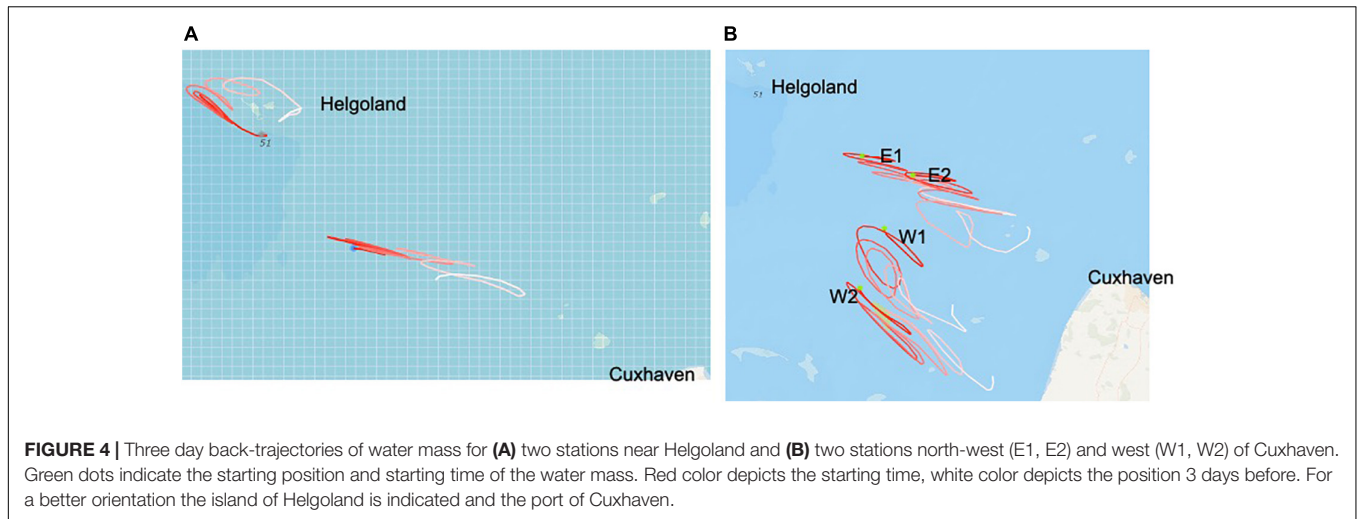 A
B
Helgoland
51
Cuxhaven
51
Helgoland
E1
E2
W1
W2
Cuxhaven
FIGURE 4 | Three day back-trajectories of water mass for (A) two stations near Helgoland and (B) two stations north-west (E1, E2) and west (W1, W2) of Cuxhaven.
Green dots indicate the starting position and starting time of the water mass. Red color depicts the starting time, white color depicts the position 3 days before. For
a better orientation the island of Helgoland is indicated and the port of Cuxhaven.